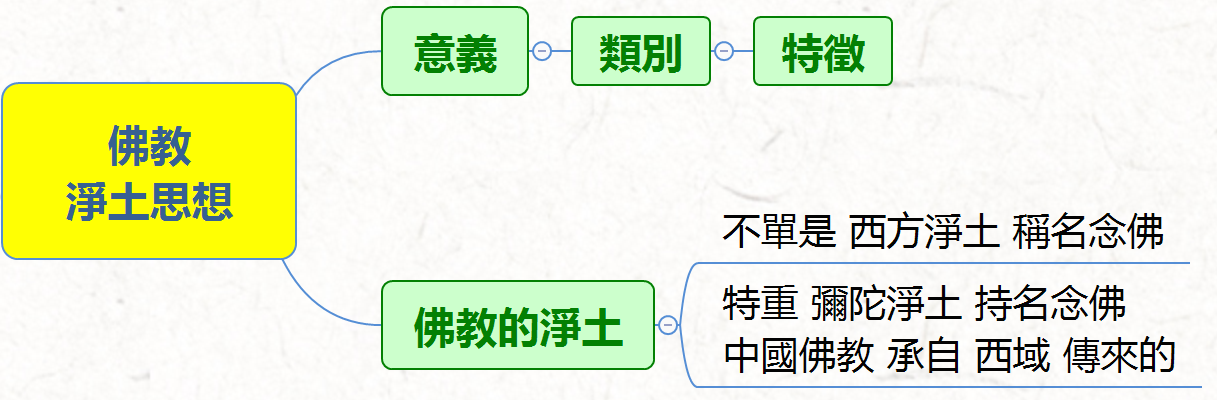 佛教
淨土思想
意義
類別
特徵
佛教的淨土
不單是 西方淨土 稱名念佛
特重 彌陀淨土 持名念佛
中國佛教 承自 西域 傳來的